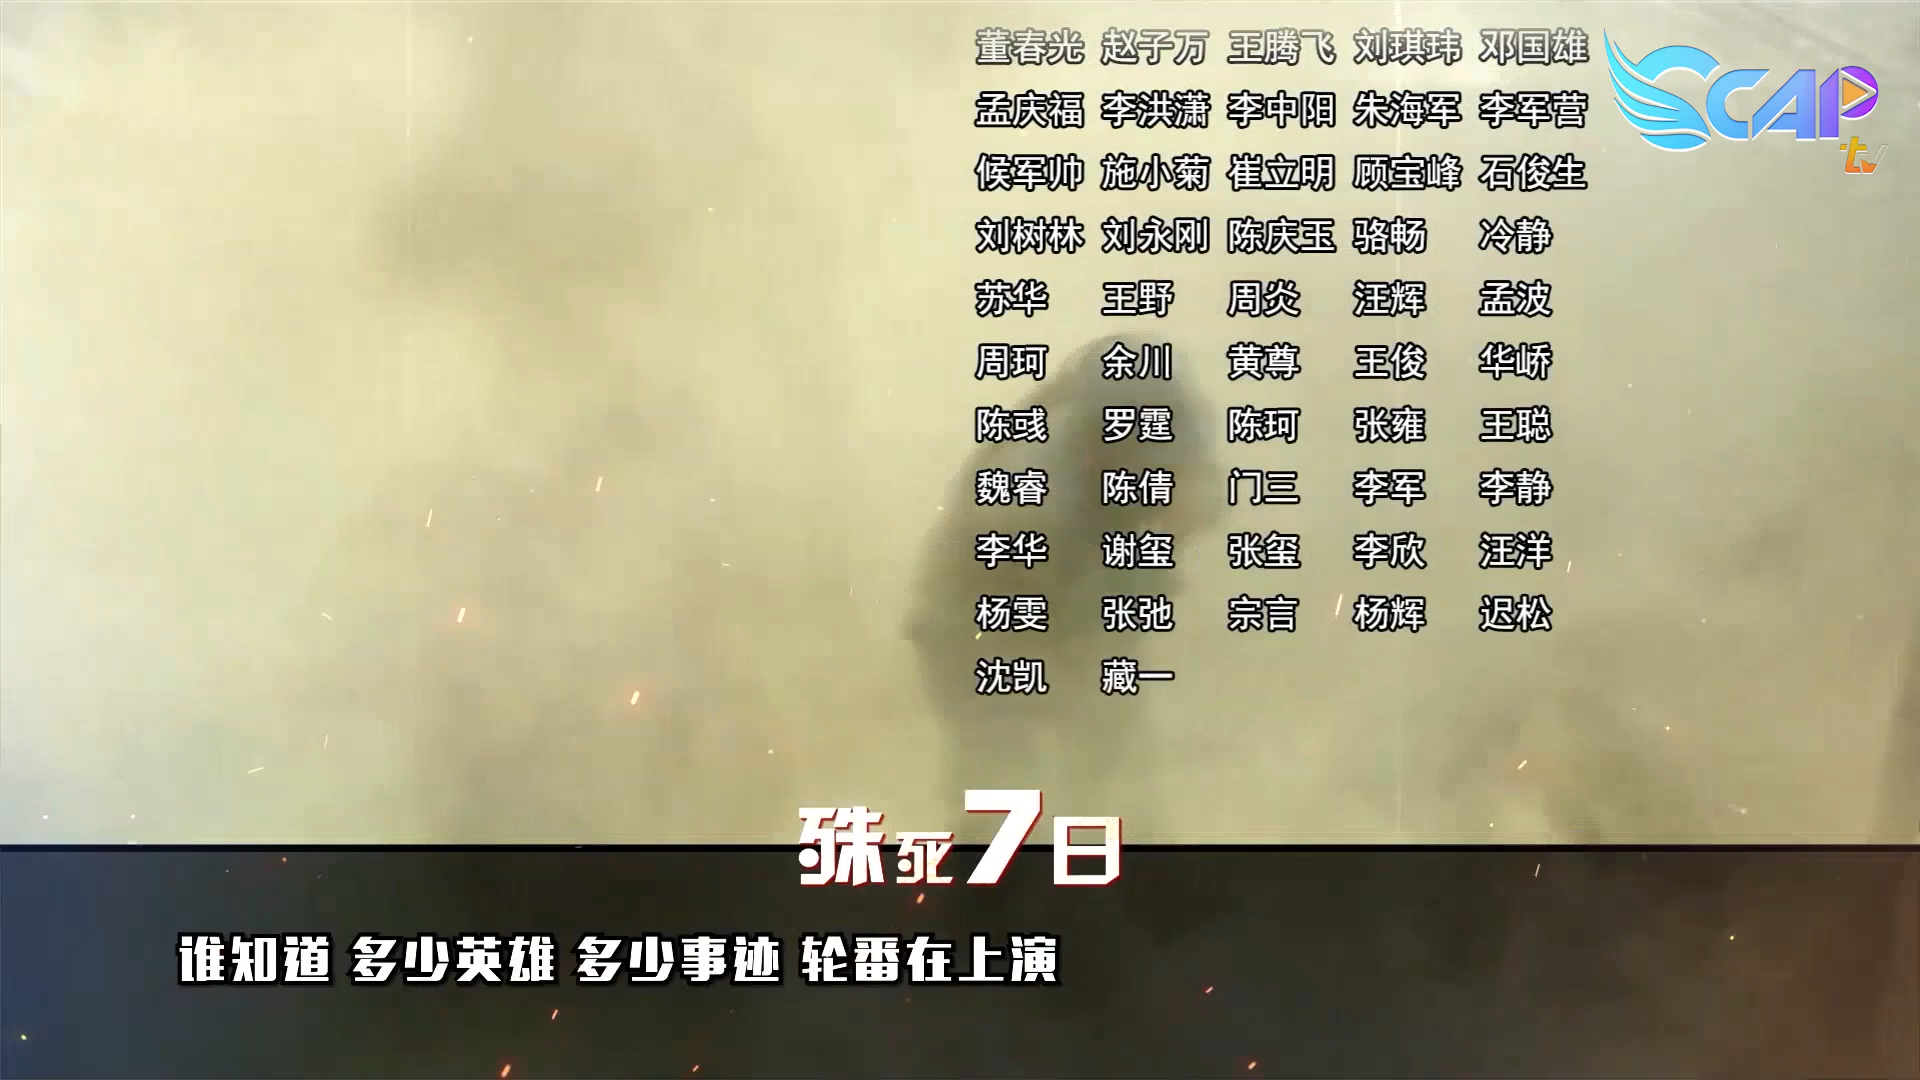 董春光 赵子万 王腾飞 刘琪玮 邓国雄
孟庆福 李洪潇 李中阳 朱海军 李军营
候军帅 施小菊 崔立明 顾宝峰 石俊生
刘树林 刘永刚 陈庆玉 骆畅 冷静
苏华 王野 周炎 汪辉 孟波
周珂 余川 黄尊 王俊 华峤
陈彧 罗霆 陈珂 张雍 王聪
魏睿 陈倩 门三 李军 李静
李华 谢玺 张玺 李欣 汪洋
杨雯 张弛 宗言 杨辉 迟松
沈凯 藏一
SCAP
tv
殊死7日
谁知道 多少英雄 多少事迹 轮番在上演